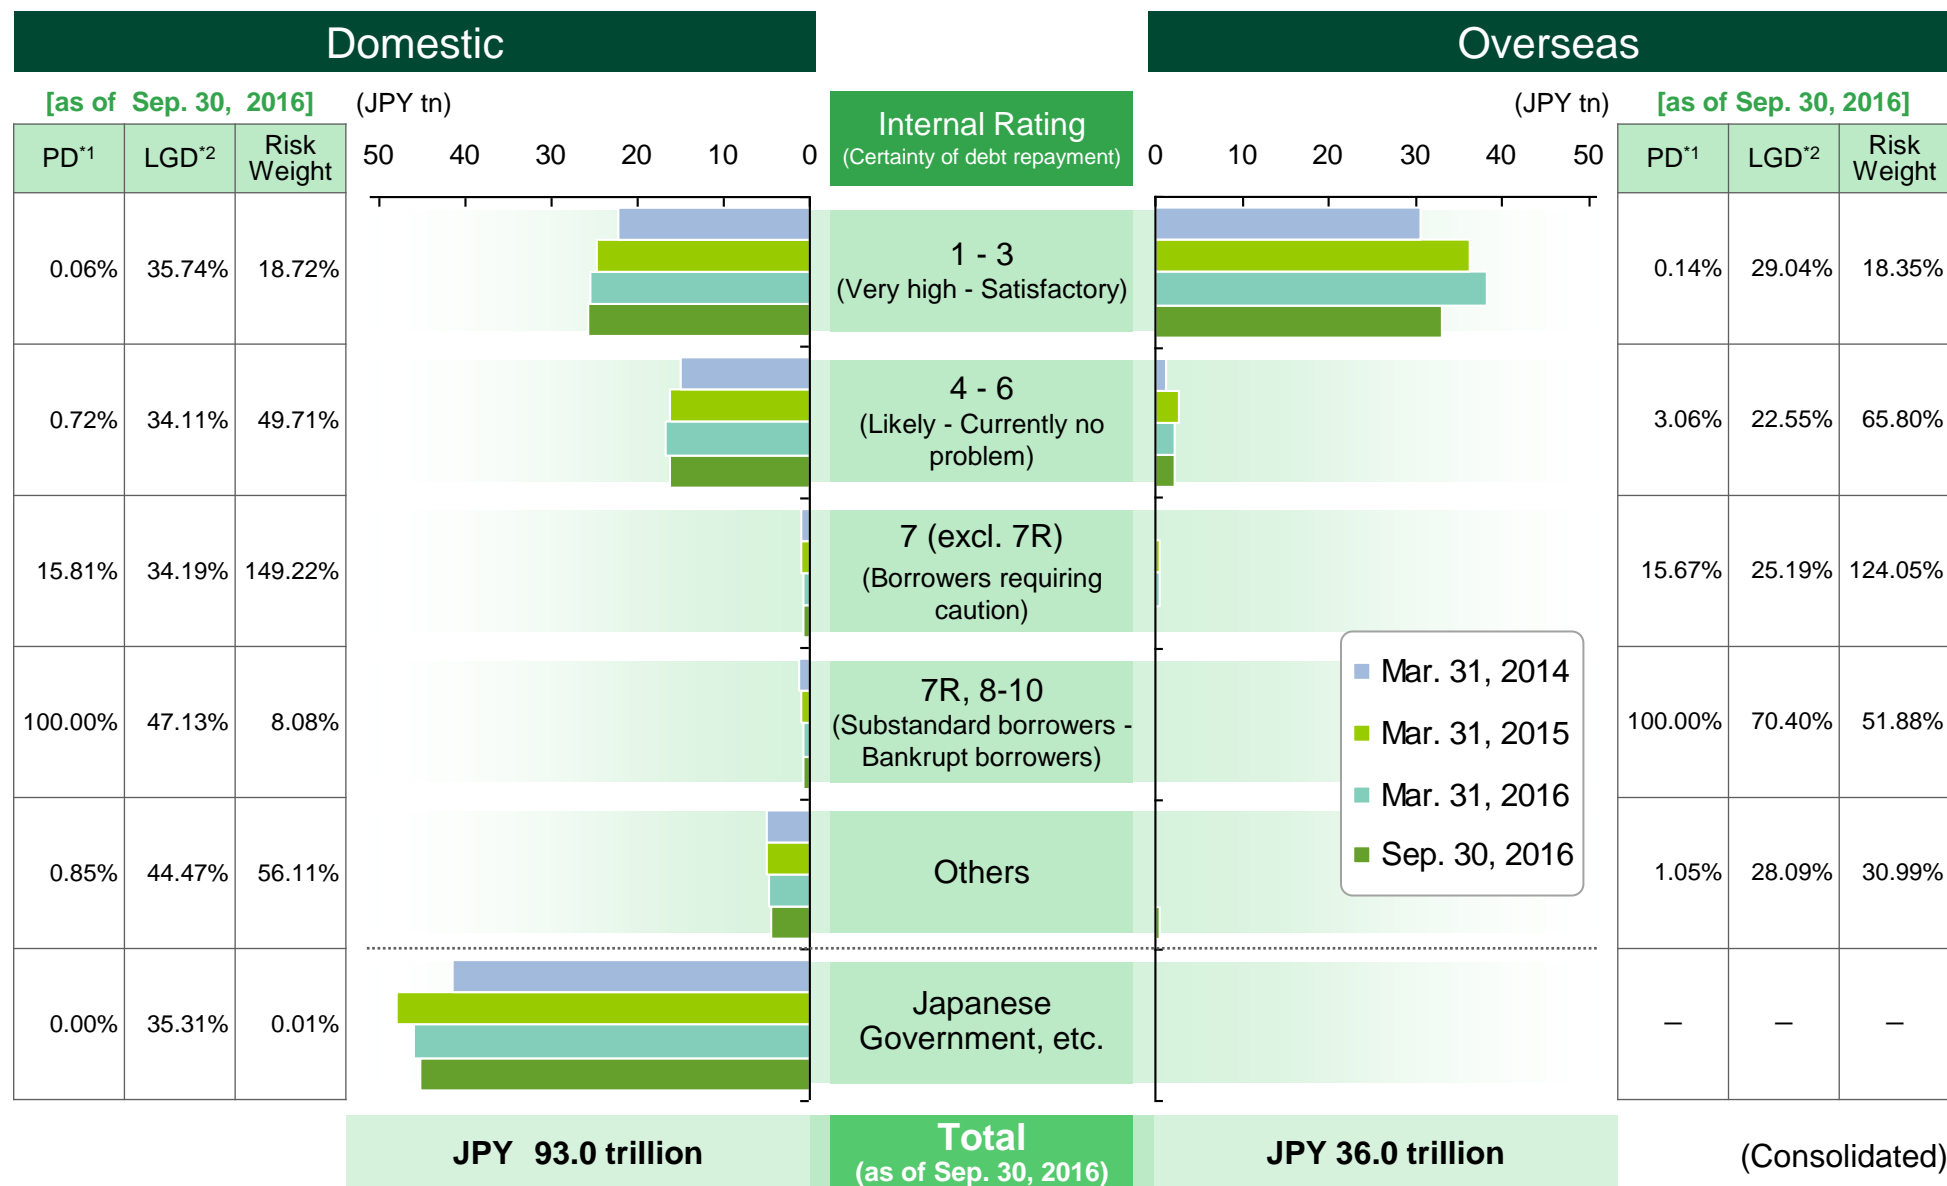 Domestic
Overseas
[as of Sep. 30, 2016]
(JPY tn)
Internal Rating
(Certainty of debt repayment)
(JPY tn)
[as of Sep. 30, 2016]
PD*1 LGD*2 Risk Weight
50 40 30 20 10 0
0 10 20 30 40 50
PD*1 LGD*2 Risk Weight
0.06% 35.74% 18.72%
1 - 3
(Very high - Satisfactory)
0.14% 29.04% 18.35%
0.72% 34.11% 49.71%
4 - 6
(Likely - Currently no
problem)
3.06% 22.55% 65.80%
15.81% 34.19% 149.22%
7 (excl. 7R)
(Borrowers requiring
caution)
15.67% 25.19% 124.05%
100.00% 47.13% 8.08%
7R, 8-10
(Substandard borrowers -
Bankrupt borrowers)
100.00% 70.40% 51.88%
Mar. 31, 2014
Mar. 31, 2015
Mar. 31, 2016
Sep. 30, 2016
0.85% 44.47% 56.11%
Others
1.05% 28.09% 30.99%
0.00% 35.31% 0.01%
Japanese
Government, etc.
– – –
JPY 93.0 trillion
Total
(as of Sep. 30, 2016)
JPY 36.0 trillion
(Consolidated)